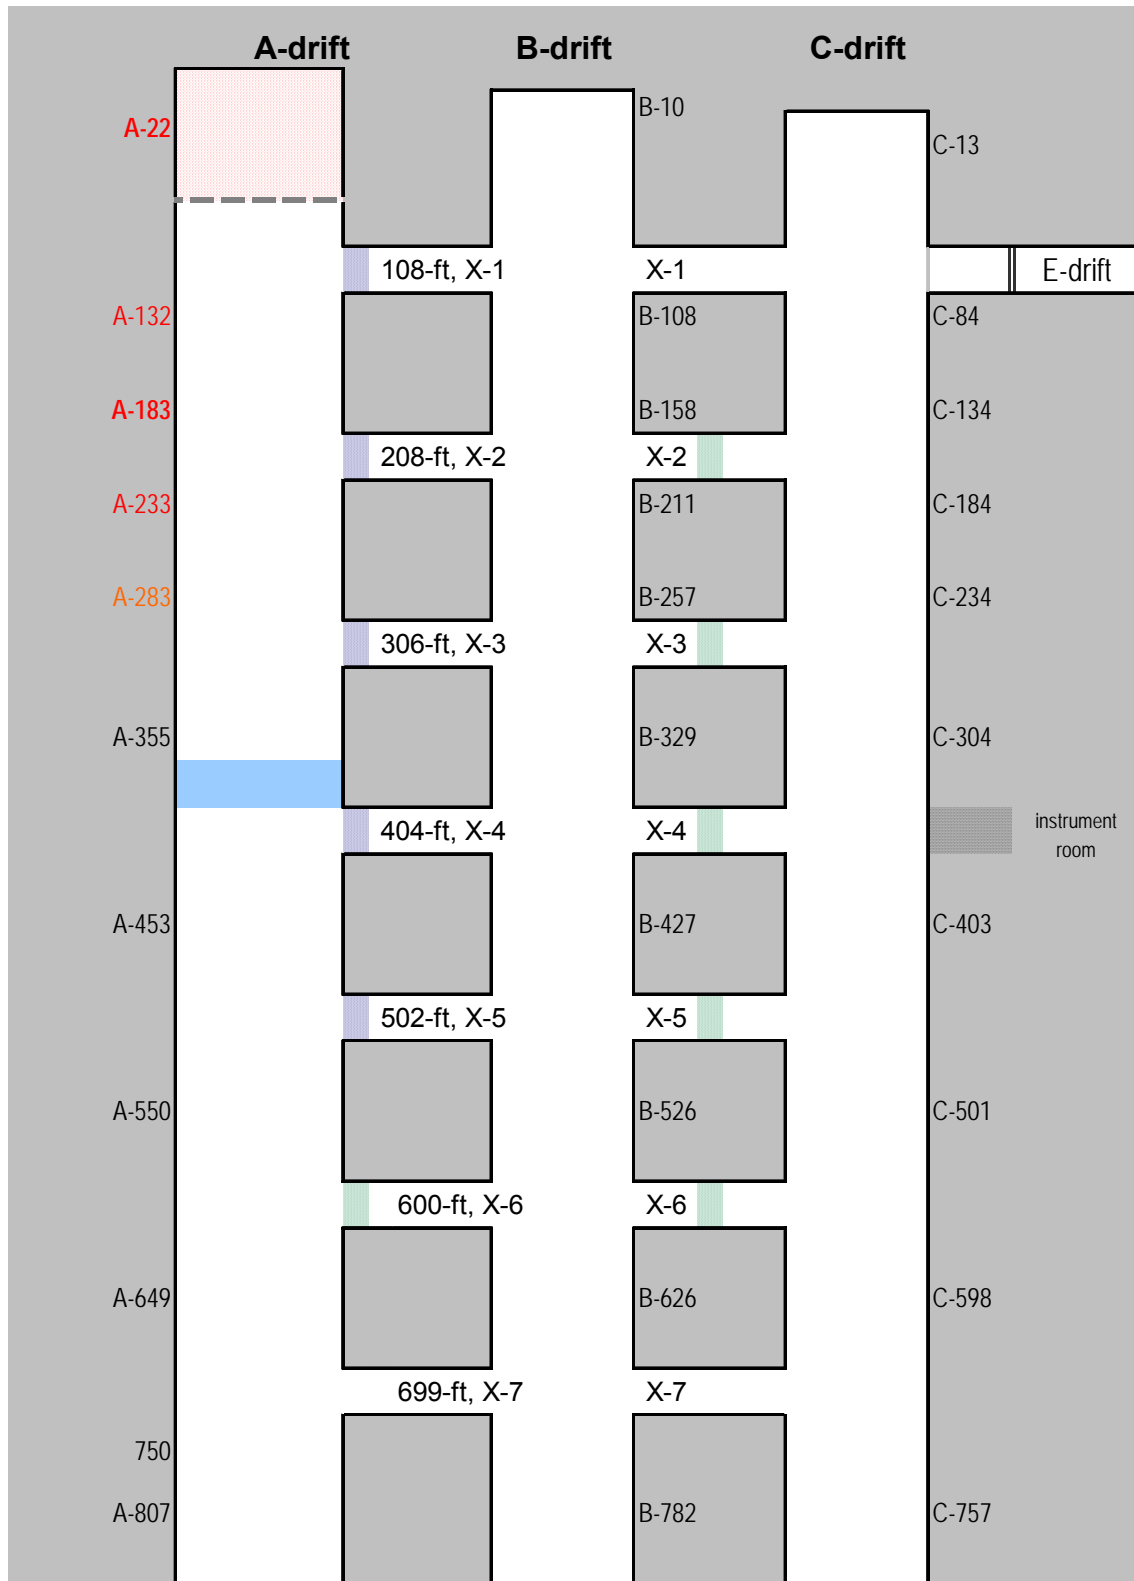 A-drift B-drift C-drift
A-22 B-10 C-13
108-ft, X-1 X-1 E-drift
A-132 B-108 C-84
A-183 B-158 C-134
208-ft, X-2 X-2
A-233 B-211 C-184
A-283 B-257 C-234
306-ft, X-3 X-3
A-355 B-329 C-304
404-ft, X-4 X-4 instrument
room
A-453 B-427 C-403
502-ft, X-5 X-5
A-550 B-526 C-501
600-ft, X-6 X-6
A-649 B-626 C-598
699-ft, X-7 X-7
750
A-807 B-782 C-757